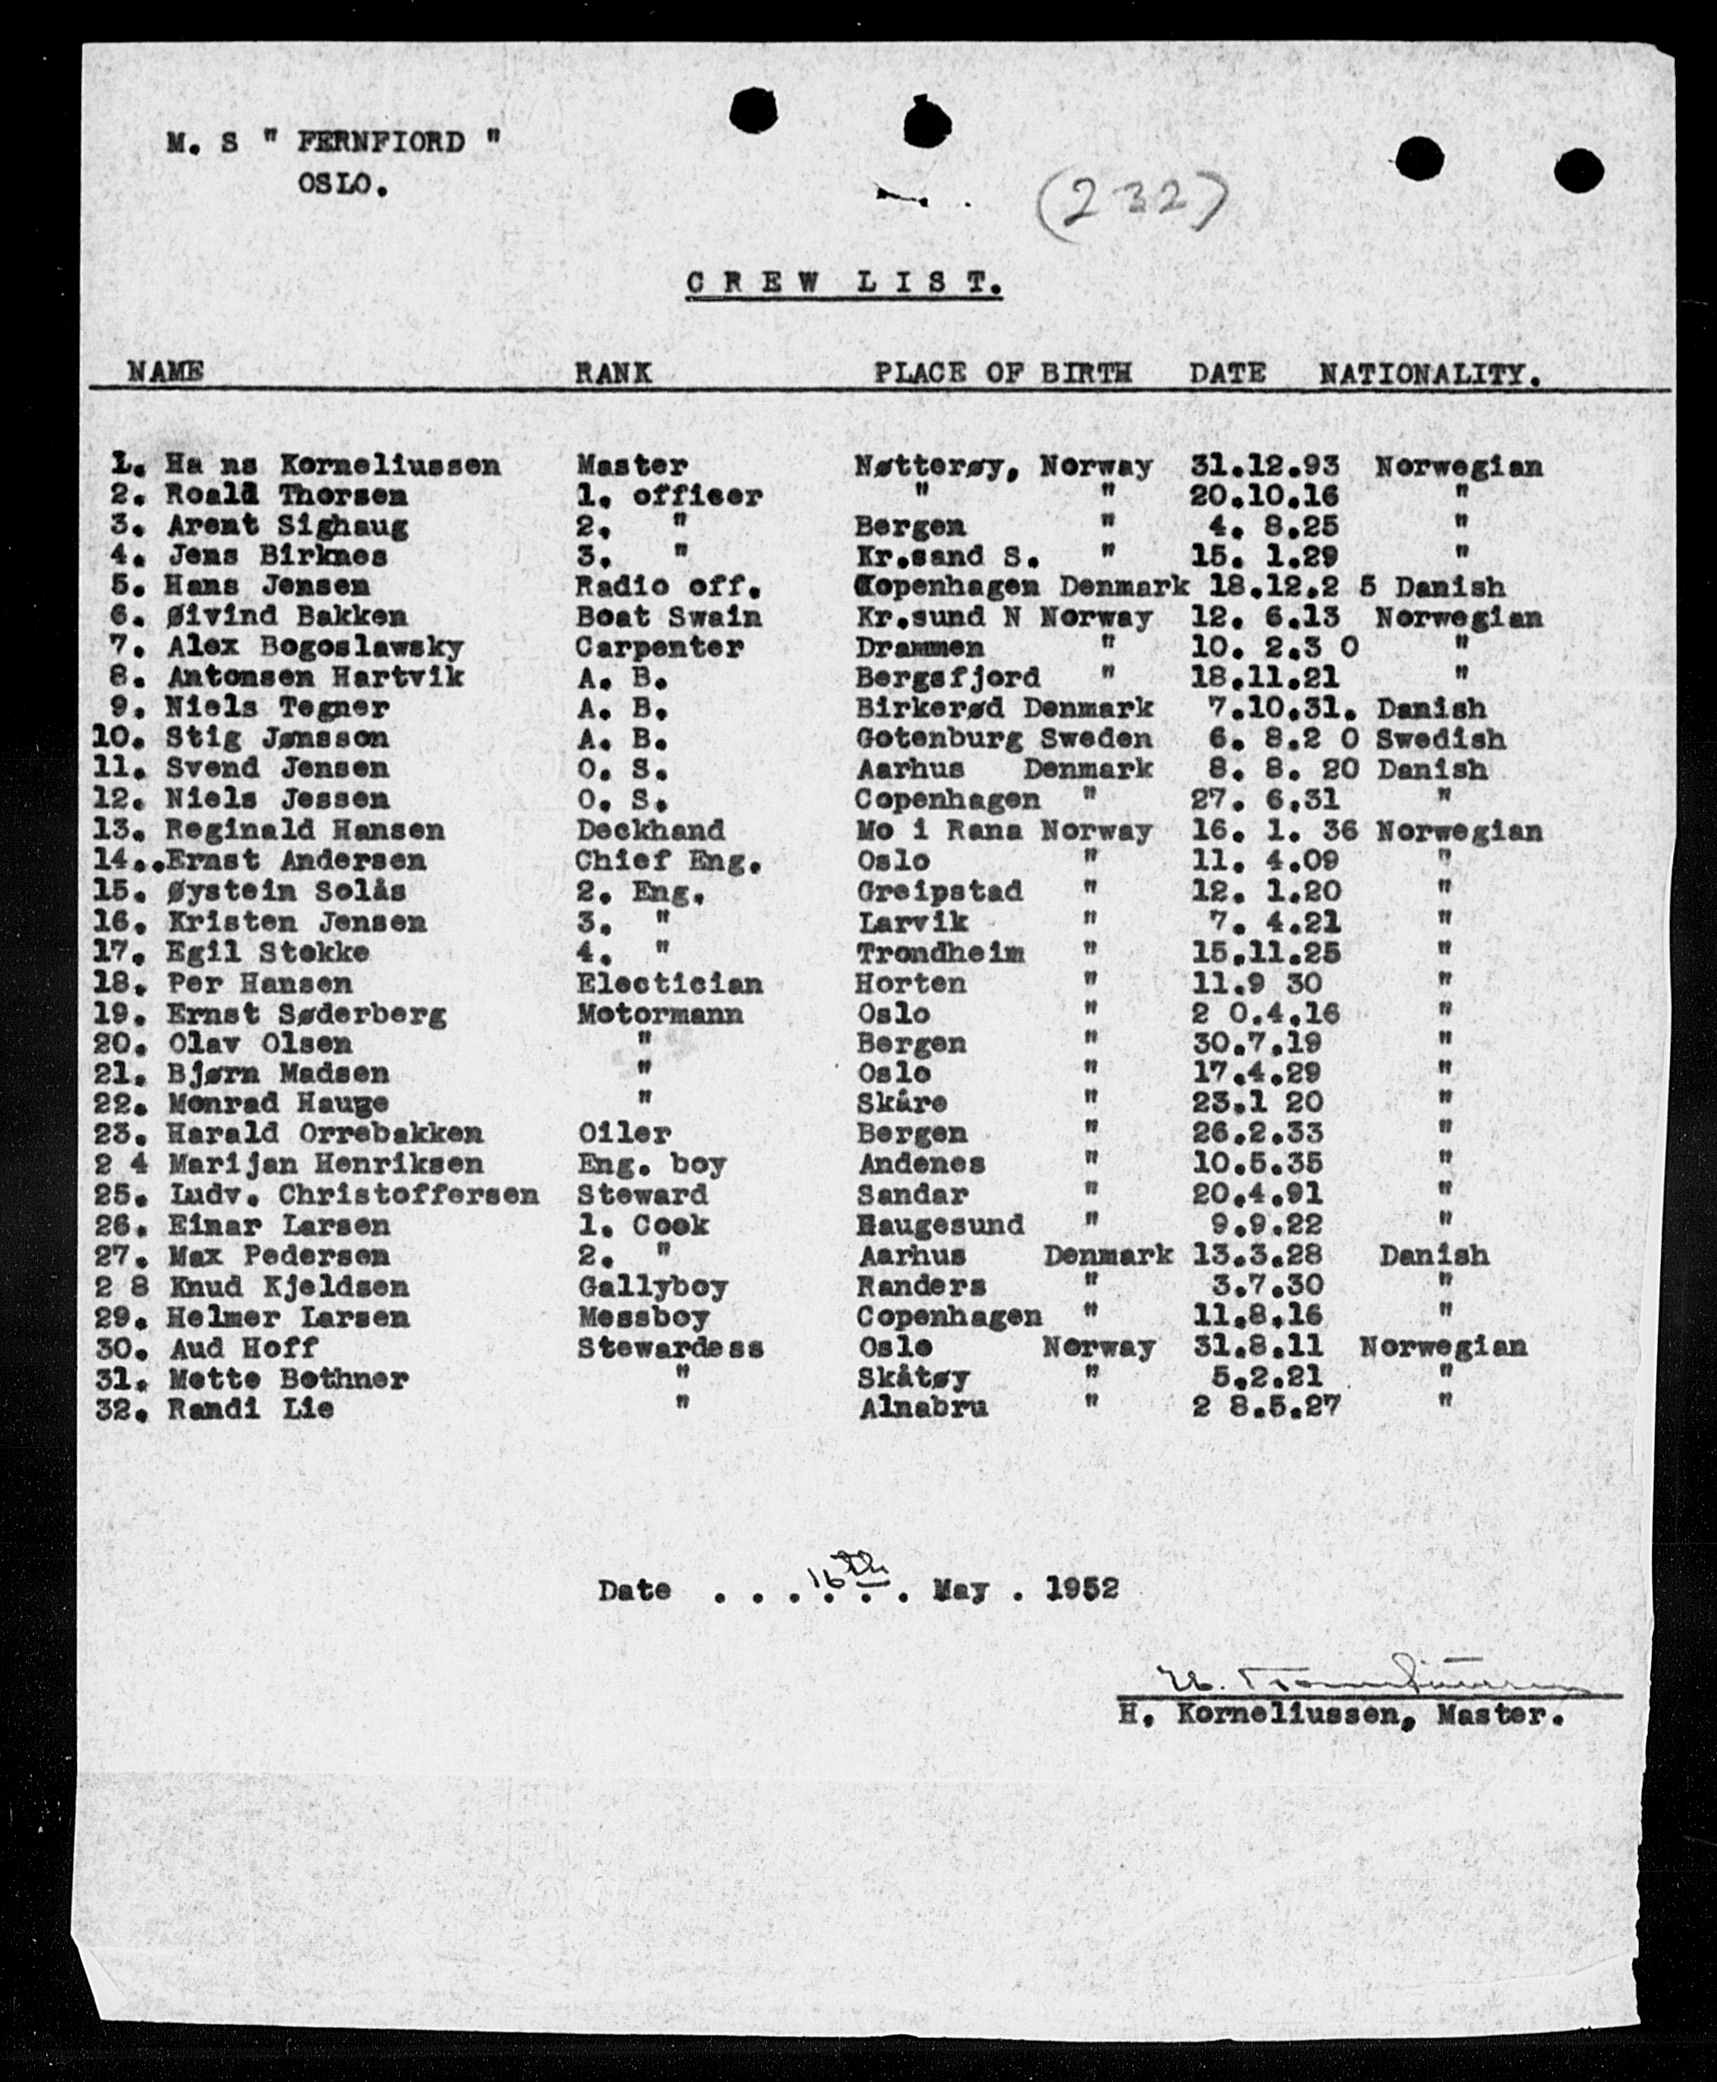 M. S " FERNFIORD "
OSLO.
(232)
C R E W L I S T.
NAME RANK PLACE OF BIRTH DATE NATIONALITY.
1. Ha ns Korneliussen Master Nøtterøy, Norway 31.12.93 Norwegian
2. Roald Thorsen 1. officer " " 20.10.16 "
3. Arent Sighaug 2. " Bergen " 4. 8.25 "
4. Jens Birknes 3. " Kr.sand S. " 15. 1.29 "
5. Hans Jensen Radio off. Copenhagen Denmark 18.12.2 5 Danish
6. Øivind Bakken Boat Swain Kr.sund N Norway 12. 6.13 Norwegian
7. Alex Bogoslawsky Carpenter Drammen " 10. 2.3 0 "
8. Antonsen Hartvik A. B. Bergsfjord " 18.11.21 "
9. Niels Tegner A. B. Birkerød Denmark 7.10.31. Danish
10. Stig Jønsson A. B. Gotenburg Sweden 6. 8.2 0 Swedish
11. Svend Jensen O. S. Aarhus Denmark 8. 8. 20 Danish
12. Niels Jessen O. S. Copenhagen " 27. 6.31 "
13. Reginald Hansen Deckhand Mo i Rana Norway 16. 1. 36 Norwegian
14..Ernst Andersen Chief Eng. Oslo " 11. 4.09 "
15. Øystein Solås 2. Eng. Greipstad " 12. 1.20 "
16. Kristen Jensen 3. " Larvik " 7. 4.21 "
17. Egil Stokke 4. " Trondheim " 15.11.25 "
18. Per Hansen Electician Horten " 11.9 30 "
19. Ernst Søderberg Motormann Oslo " 2 0.4.16 "
20. Olav Olsen " Bergen " 30.7.19 "
21. Bjørn Madsen " Oslo " 17.4.29 "
22. Monrad Hauge " Skåre " 23.1 20 "
23. Harald Orrebakken Oiler Bergen " 26.2.33 "
2 4 Marijan Henriksen Eng. boy Andenes " 10.5.35 "
25. Ludv. Christoffersen Steward Sandar " 20.4.91 "
26. Einar Larsen 1. Cook Haugesund " 9.9.22 "
27. Max Pedersen 2. " Aarhus Denmark 13.3.28 Danish
2 8 Knud Kjeldsen Gallyboy Randers " 3.7.30 "
29. Helmer Larsen Messboy Copenhagen " 11.8.16 "
30. Aud Hoff Stewardess Oslo Norway 31.8.11 Norwegian
31. Mette Bothner " Skåtøy " 5.2.21 "
32. Randi Lie " Alnabru " 2 8.5.27 "
Date . . . 16th . . . May . 1952
H. Korneliussen
H. Korneliussen, Master.